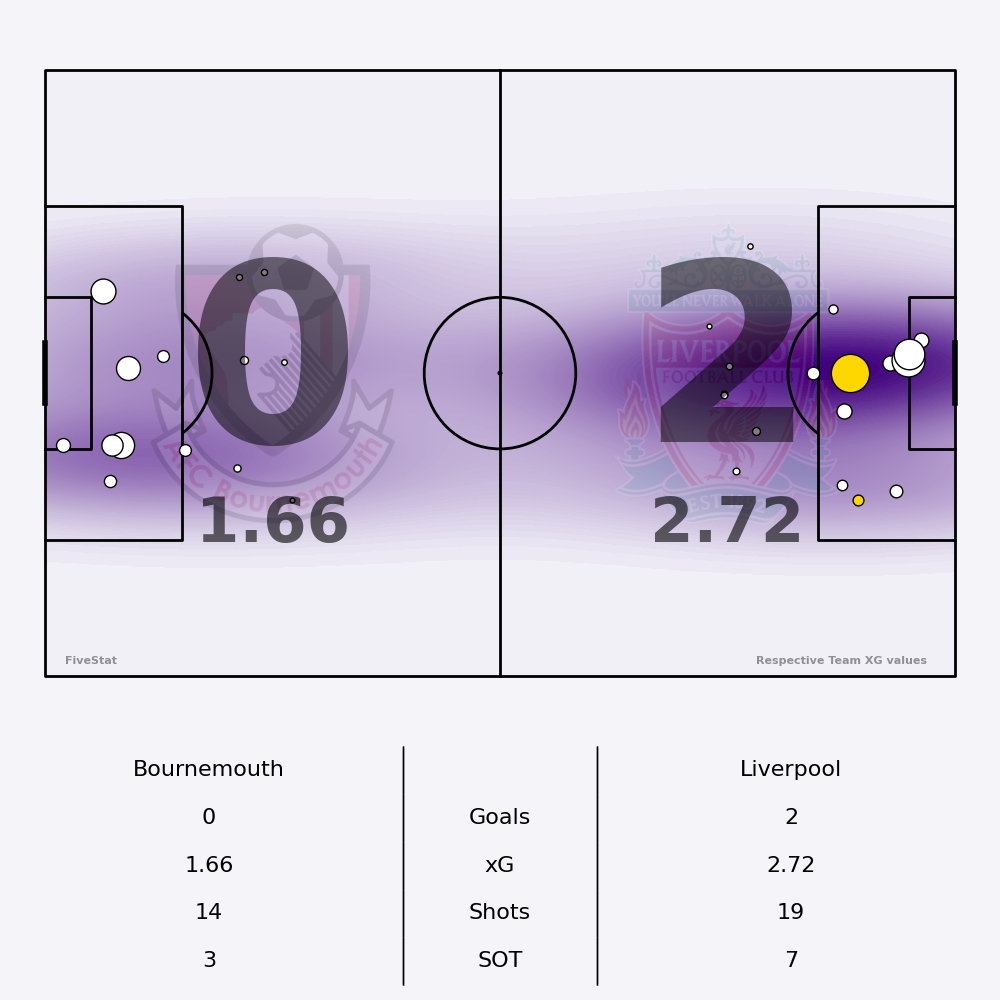 0
2
YOU'LL NEVER WALK ALONE
LIVERPOOL
FOOTBALL CLUB
AFC Bournemouth
1.66
2.72
FiveStat
Respective Team XG values
Bournemouth Liverpool
0 Goals 2
1.66 xG 2.72
14 Shots 19
3 SOT 7